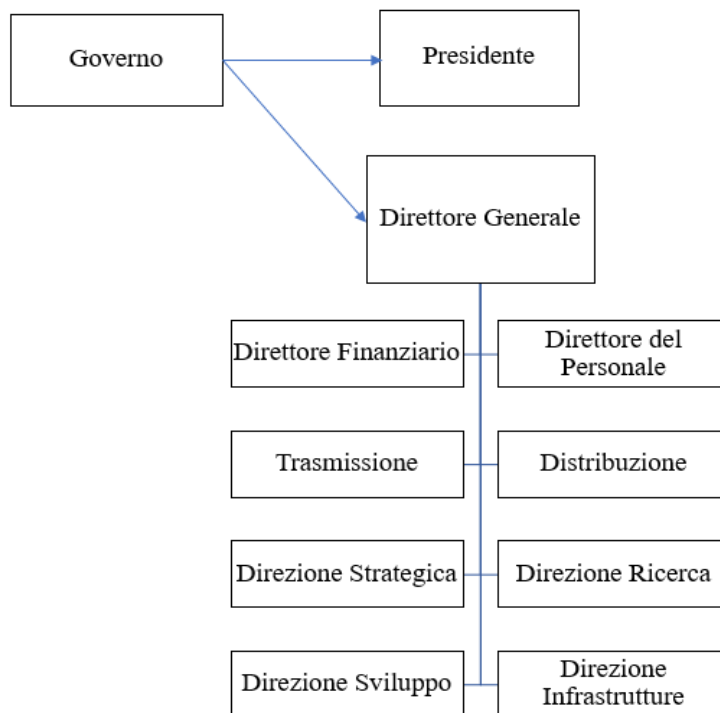 Governo
Presidente
Direttore Generale
Direttore Finanziario
Direttore del
Personale
Trasmissione
Distribuzione
Direzione Strategica
Direzione Ricerca
Direzione Sviluppo
Direzione
Infrastrutture